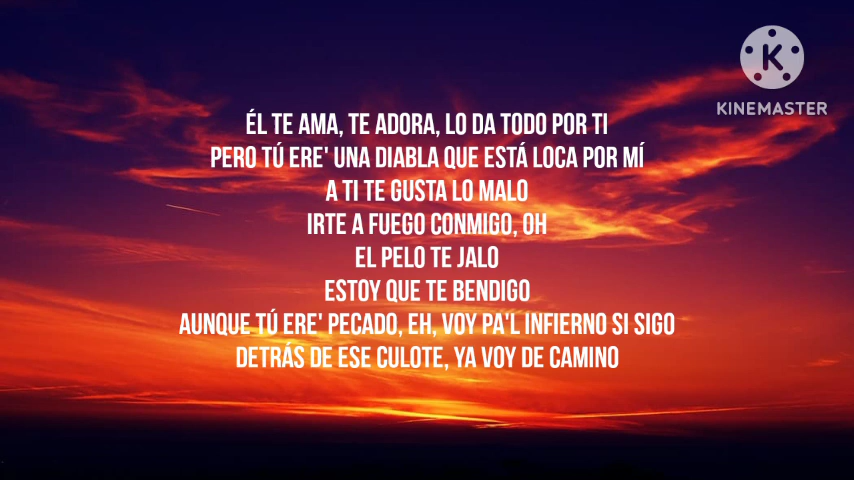 KINEMASTER
ÉL TE AMA, TE ADORA, LO DA TODO POR TI
PERO TÚ ERE' UNA DIABLA QUE ESTÁ LOCA POR MÍ
A TI TE GUSTA LO MALO
IRTE A FUEGO CONMIGO, OH
EL PELO TE JALO
ESTOY QUE TE BENDIGO
AUNQUE TÚ ERE' PECADO, EH, VOY PA'L INFIERNO SI SIGO
DETRÁS DE ESE CULOTE, YA VOY DE CAMINO